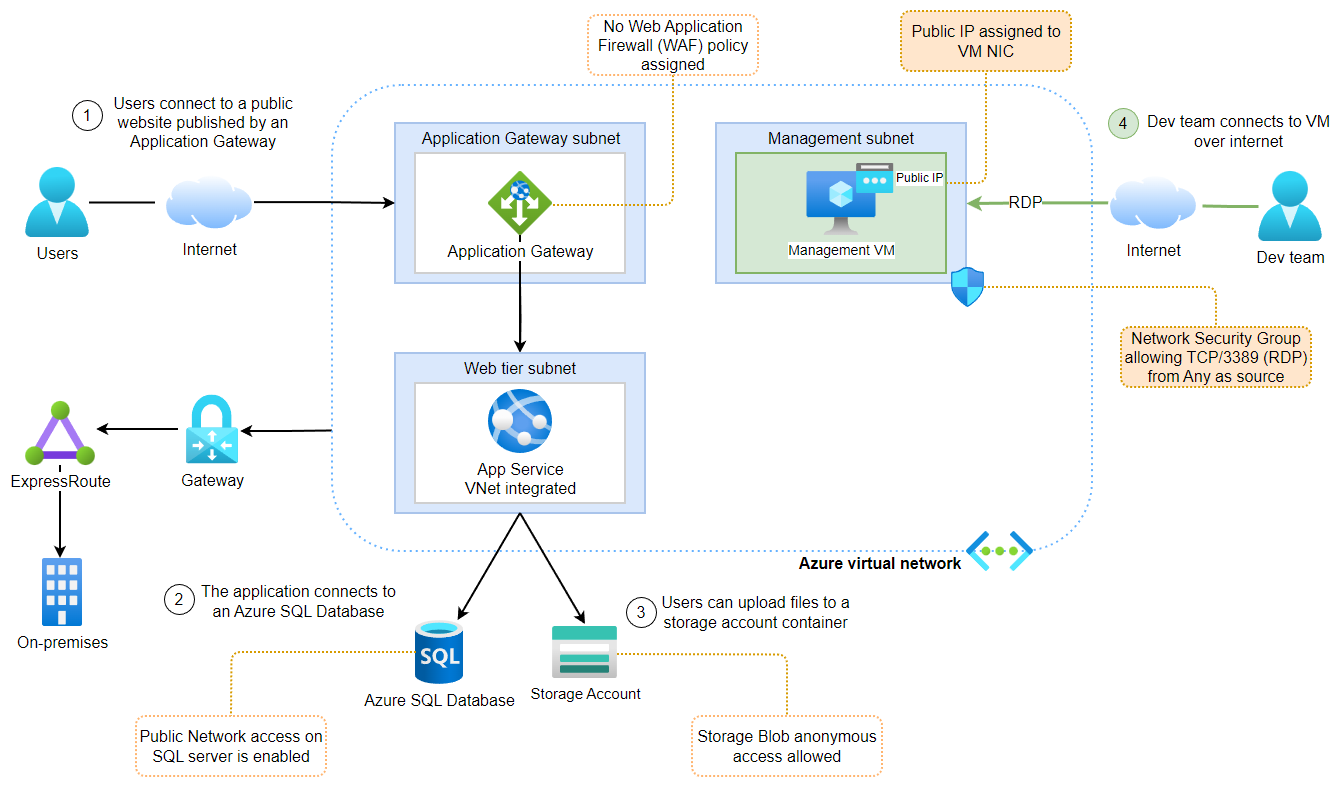 No Web Application
Firewall (WAF) policy
assigned
Public IP assigned to
VM NIC
1
Users connect to a public
website published by an
Application Gateway
4
Dev team connects to VM
over internet
Application Gateway subnet
Management subnet
Public IP
RDP
Users
Internet
Application Gateway
Management VM
Internet
Dev team
Network Security Group
allowing TCP/3389 (RDP)
from Any as source
Web tier subnet
App Service
VNet integrated
ExpressRoute
Gateway
Azure virtual network
2
The application connects to
an Azure SQL Database
3
Users can upload files to a
storage account container
On-premises
SQL
Azure SQL Database
Storage Account
Public Network access on
SQL server is enabled
Storage Blob anonymous
access allowed